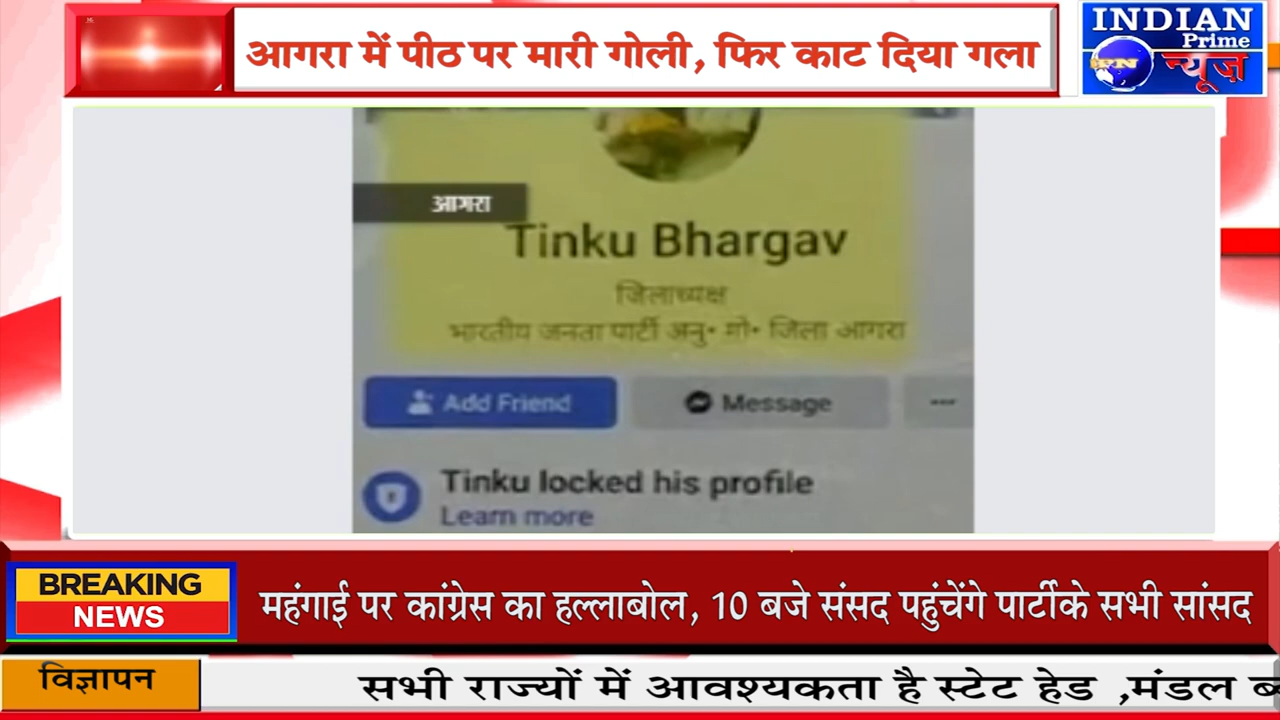 आगरा में पीठ पर मारी गोली, फिर काट दिया गला
INDIAN
Prime
न्यूज़
आगरा
Tinku Bhargav
जिलाध्यक्ष
भारतीय जनता पार्टी अनु० मो० जिला आगरा
Add Friend
Message
...
Tinku locked his profile
Learn more
BREAKING
NEWS
महंगाई पर कांग्रेस का हल्लाबोल, 10 बजे संसद पहुंचेंगे पार्टीके सभी सांसद
विज्ञापन
सभी राज्यों में आवश्यकता है स्टेट हेड ,मंडल